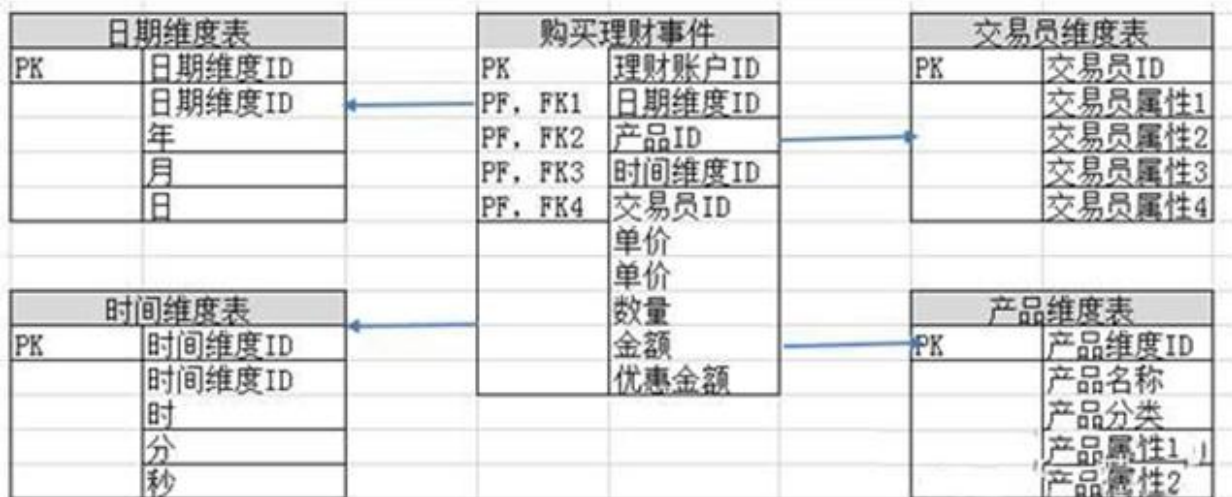 日期维度表
PK 日期维度ID
日期维度ID
年
月
日
购买理财事件
PK 理财账户ID
PF, FK1 日期维度ID
PF, FK2 产品ID
PF, FK3 时间维度ID
PF, FK4 交易员ID
单价
单价
数量
金额
优惠金额
交易员维度表
PK 交易员ID
交易员属性1
交易员属性2
交易员属性3
交易员属性4
时间维度表
PK 时间维度ID
时间维度ID
时
分
秒
产品维度表
PK 产品维度ID
产品名称
产品分类
产品属性1
产品属性2